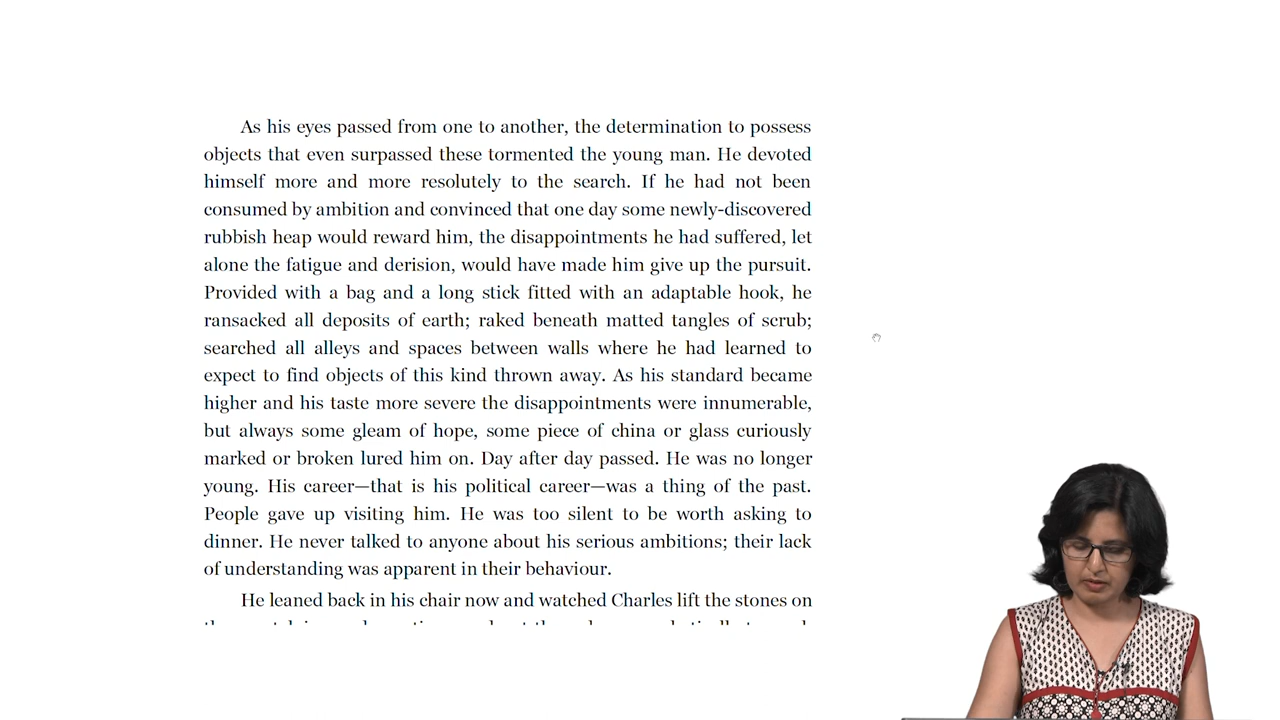 As his eyes passed from one to another, the determination to possess
objects that even surpassed these tormented the young man. He devoted
himself more and more resolutely to the search. If he had not been
consumed by ambition and convinced that one day some newly-discovered
rubbish heap would reward him, the disappointments he had suffered, let
alone the fatigue and derision, would have made him give up the pursuit.
Provided with a bag and a long stick fitted with an adaptable hook, he
ransacked all deposits of earth; raked beneath matted tangles of scrub;
searched all alleys and spaces between walls where he had learned to
expect to find objects of this kind thrown away. As his standard became
higher and his taste more severe the disappointments were innumerable,
but always some gleam of hope, some piece of china or glass curiously
marked or broken lured him on. Day after day passed. He was no longer
young. His career—that is his political career—was a thing of the past.
People gave up visiting him. He was too silent to be worth asking to
dinner. He never talked to anyone about his serious ambitions; their lack
of understanding was apparent in their behaviour.
He leaned back in his chair now and watched Charles lift the stones on